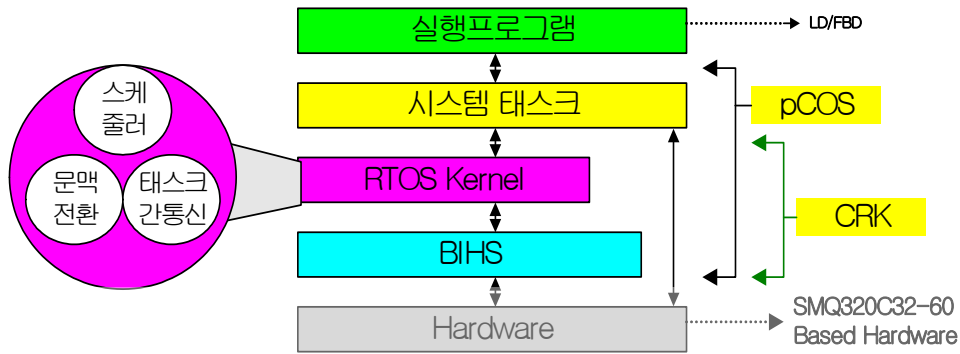 실행프로그램
LD/FBD
스케
줄러
시스템 태스크
pCOS
문맥
전환
태스크
간통신
RTOS Kernel
CRK
BIHS
Hardware
SMQ320C32-60
Based Hardware